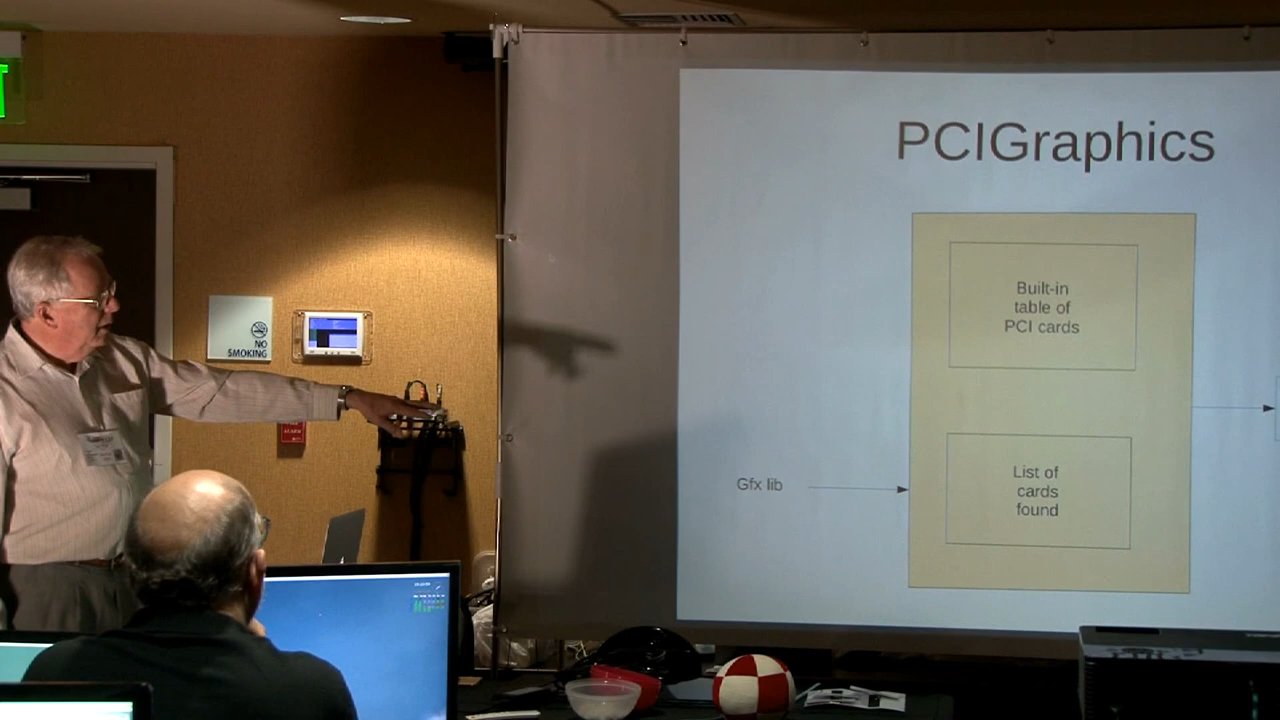 PCIGraphics
Built-in
table of
PCI cards
Gfx lib
List of
cards
found
NO
SMOKING